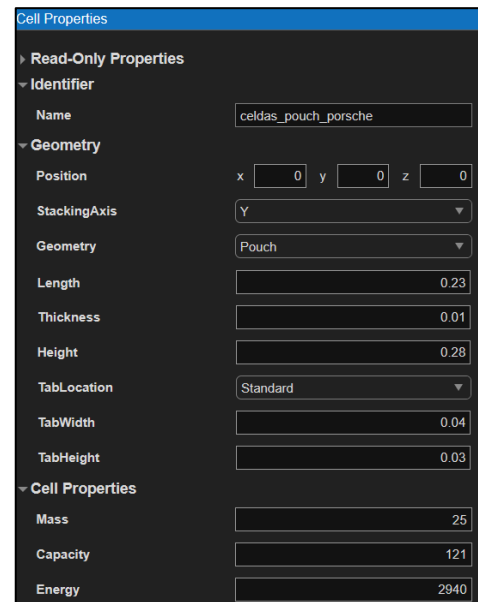 Cell Properties
Read-Only Properties
Identifier
Name celdas_pouch_porsche
Geometry
Position x 0 y 0 z 0
StackingAxis Y
Geometry Pouch
Length 0.23
Thickness 0.01
Height 0.28
TabLocation Standard
TabWidth 0.04
TabHeight 0.03
Cell Properties
Mass 25
Capacity 121
Energy 2940